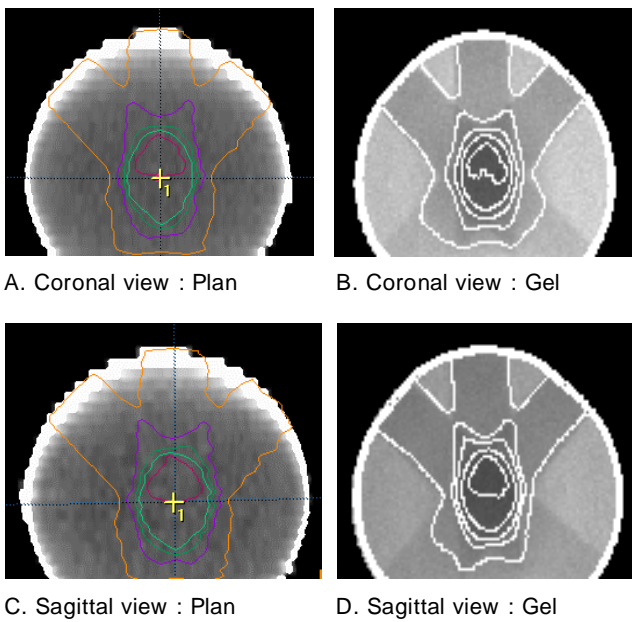 1
A. Coronal view : Plan
B. Coronal view : Gel
1
C. Sagittal view : Plan
D. Sagittal view : Gel